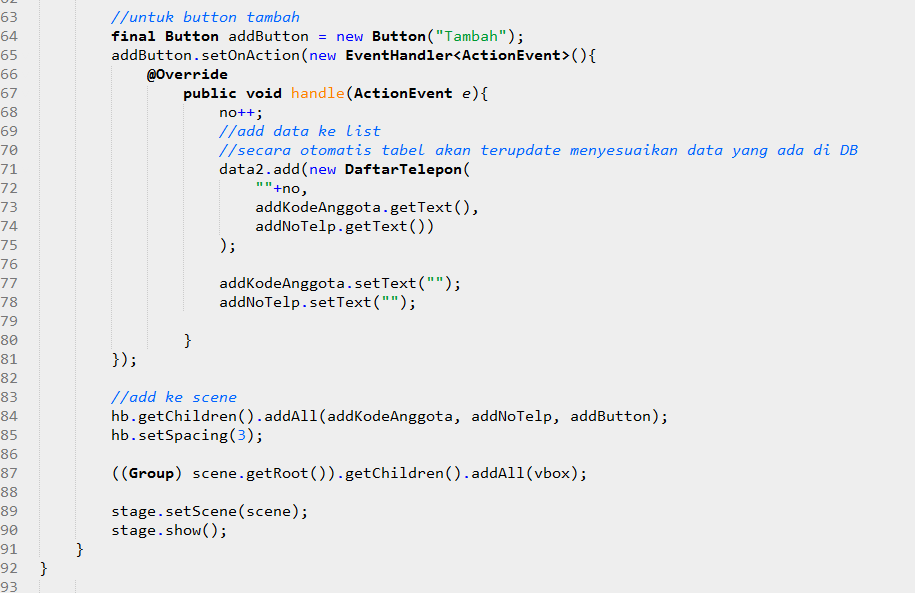 63 //untuk button tambah
64 final Button addButton = new Button("Tambah");
65 addButton.setOnAction(new EventHandler<ActionEvent>(){
66 @Override
67 public void handle(ActionEvent e){
68 no++;
69 //add data ke list
70 //secara otomatis tabel akan terupdate menyesuaikan data yang ada di DB
71 data2.add(new DaftarTelepon(
72 ""+no,
73 addKodeAnggota.getText(),
74 addNoTelp.getText())
75 );
76
77 addKodeAnggota.setText("");
78 addNoTelp.setText("");
79
80 }
81 });
82
83 //add ke scene
84 hb.getChildren().addAll(addKodeAnggota, addNoTelp, addButton);
85 hb.setSpacing(3);
86
87 ((Group) scene.getRoot()).getChildren().addAll(vbox);
88
89 stage.setScene(scene);
90 stage.show();
91 }
92 }
93